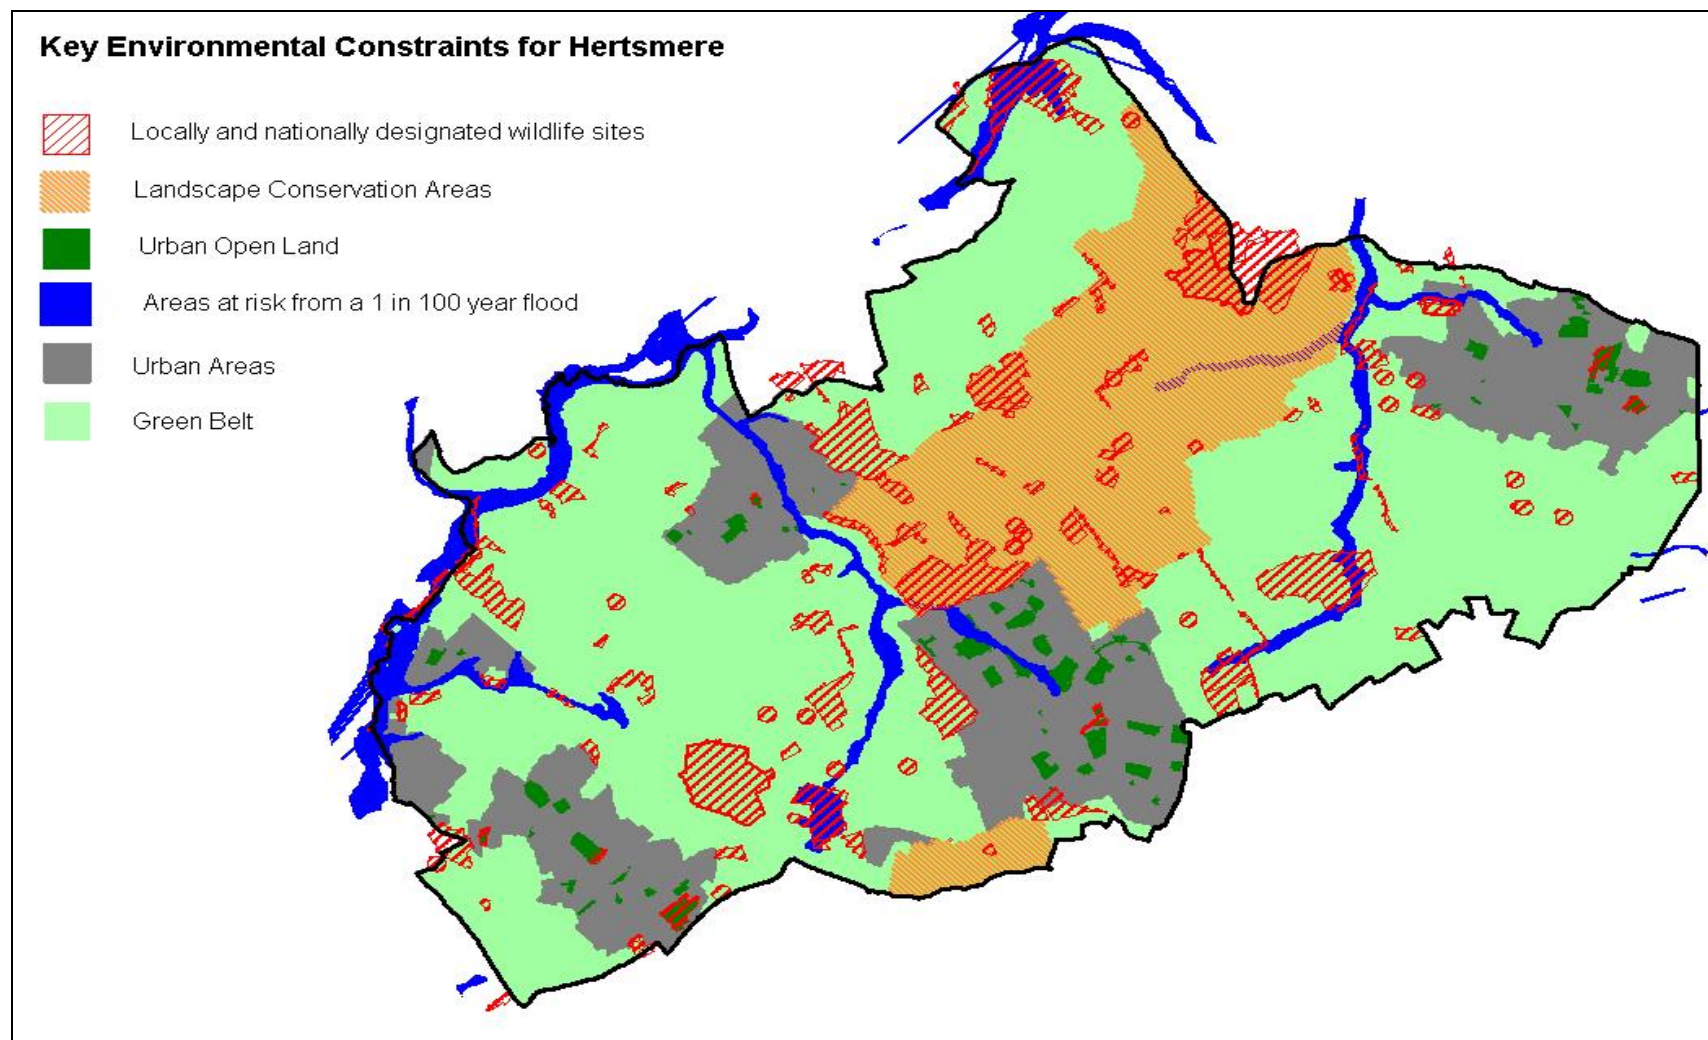 Key Environmental Constraints for Hertsmere
Locally and nationally designated wildlife sites
Landscape Conservation Areas
Urban Open Land
Areas at risk from a 1 in 100 year flood
Urban Areas
Green Belt